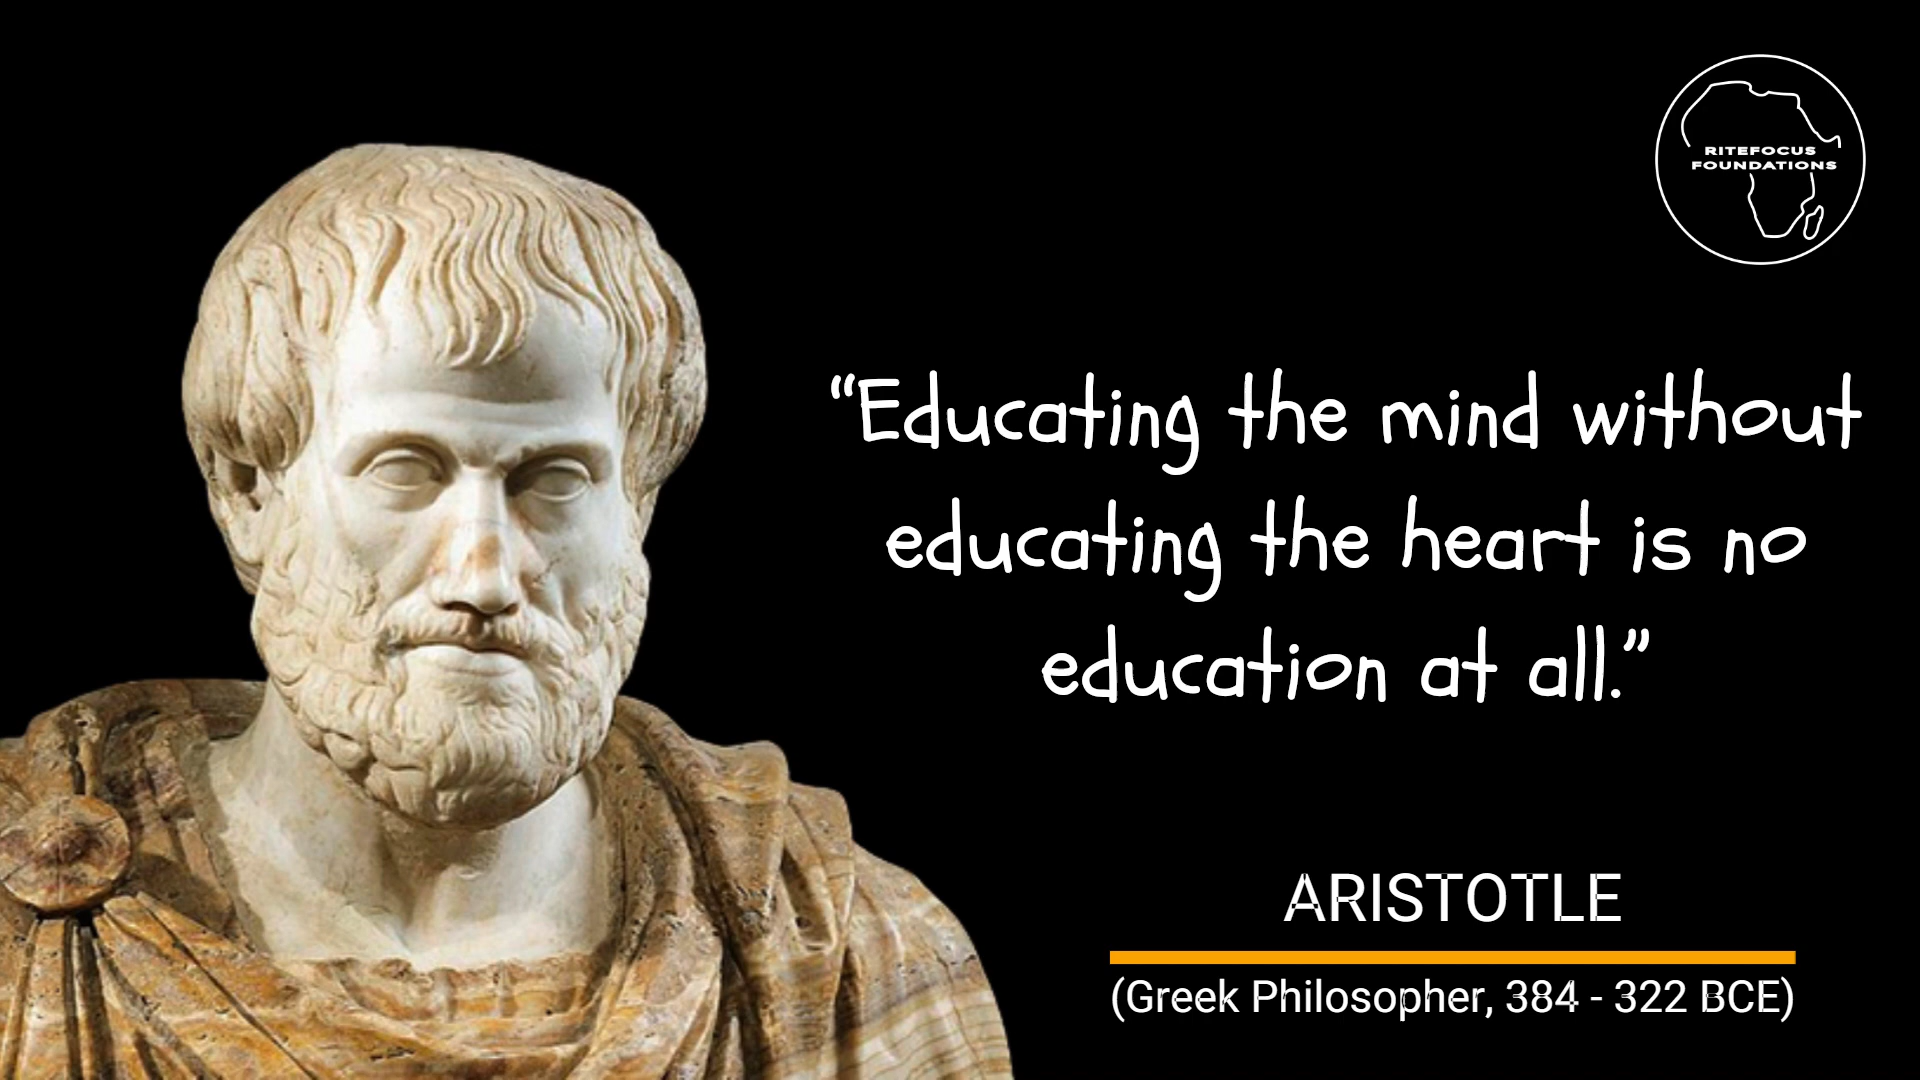 RITEFOCUS
FOUNDATIONS
“Educating the mind without
educating the heart is no
education at all.”
ARISTOTLE
(Greek Philosopher, 384 - 322 BCE)